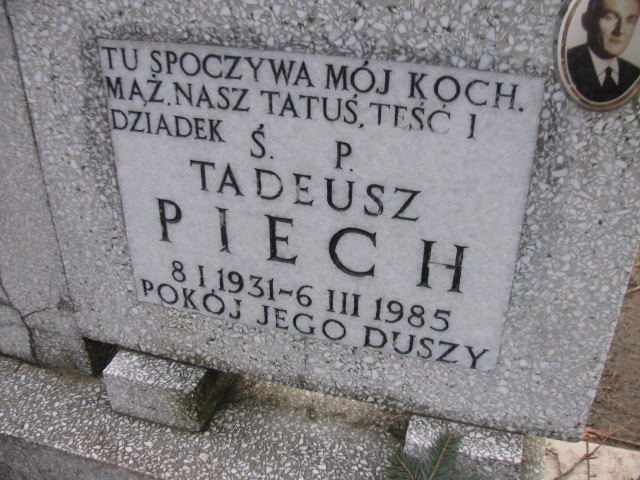 TU SPOCZYWA MÓJ KOCH.
MĄŻ, NASZ TATUŚ, TEŚĆ I
DZIADEK Ś. P.
TADEUSZ
PIECH
8 I 1931-6 III 1985
POKÓJ JEGO DUSZY